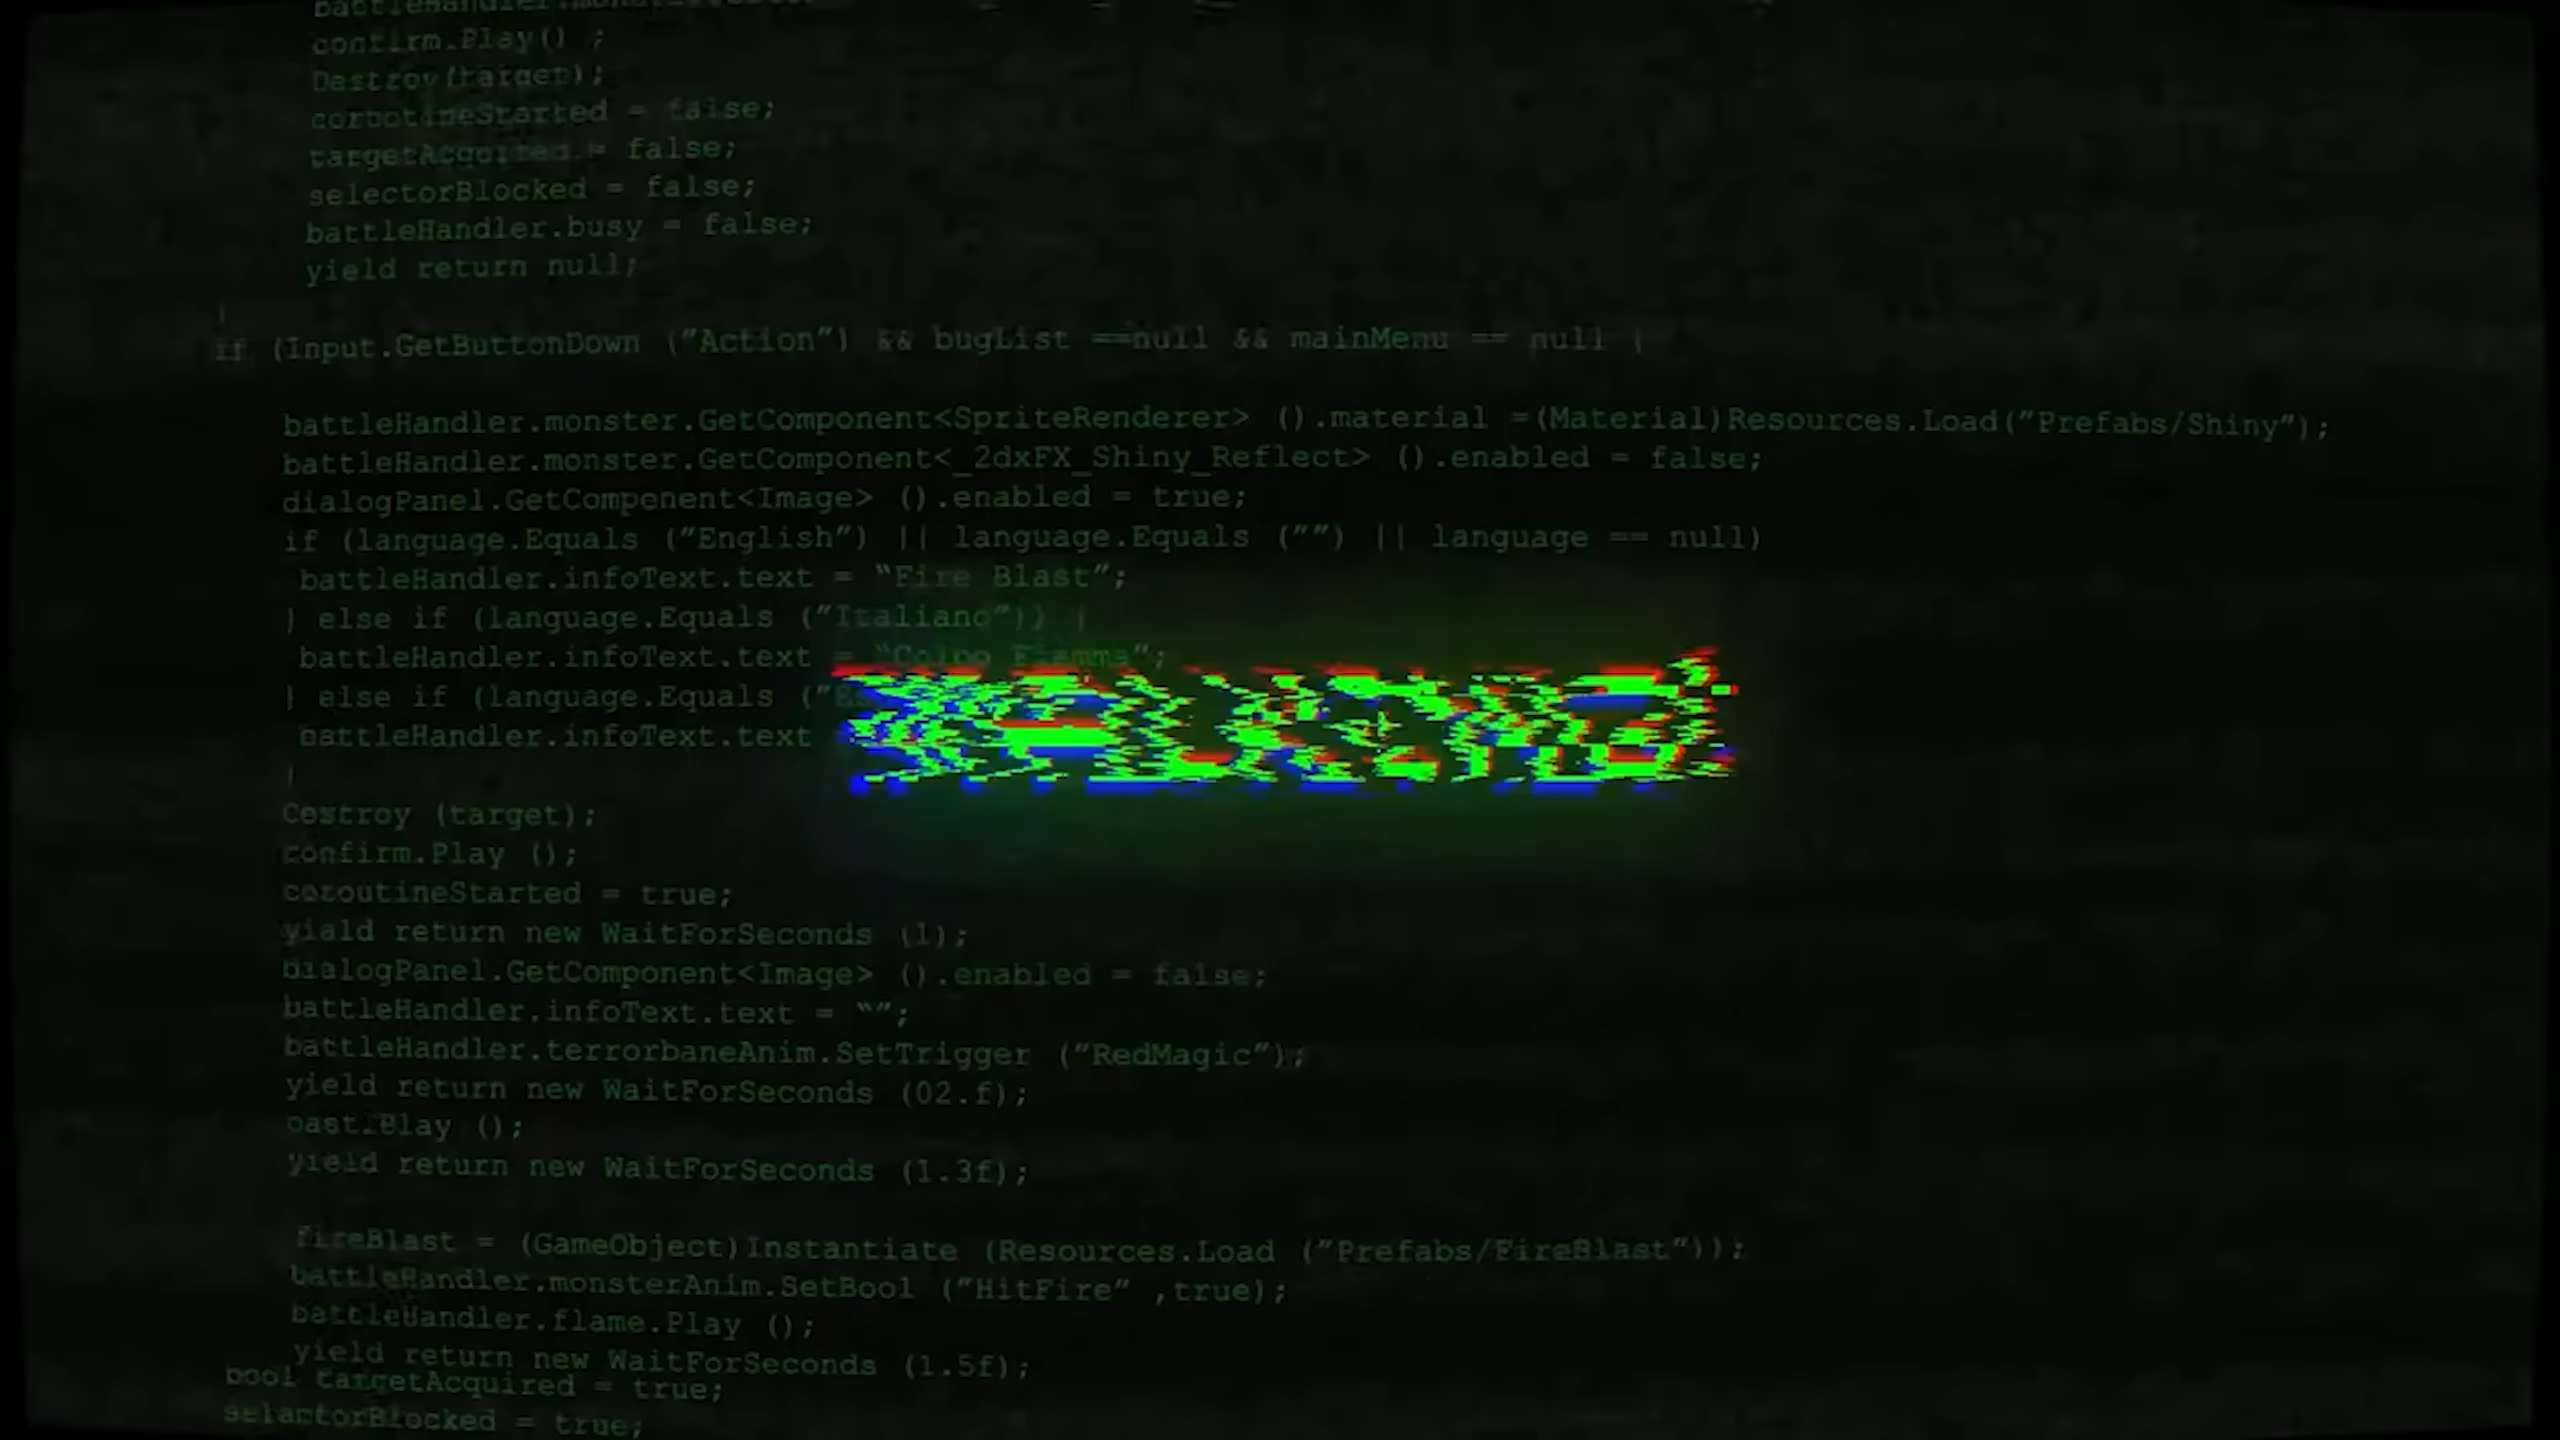 confirm.Play() ;
Destroy(target);
corootineStarted = false;
targetAcquired = false;
selectorBlocked = false;
battleHandler.busy = false;
yield return null;
if (Input.GetButtonDown ("Action") && bugList ==null && mainMenu == null {
battleHandler.monster.GetComponent<SpriteRenderer> ().material =(Material)Resources.Load("Prefabs/Shiny");
battleHandler.monster.GetComponent<_2dxFX_Shiny_Reflect> ().enabled = false;
dialogPanel.GetComponent<Image> ().enabled = true;
if (language.Equals ("English") || language.Equals ("") || language == null)
battleHandler.infoText.text = "Fire Blast";
} else if (language.Equals ("Italiano")) {
battleHandler.infoText.text = "Colpo Fiamma";
} else if (language.Equals ("
battleHandler.infoText.text
}
Destroy (target);
confirm.Play ();
coroutineStarted = true;
yiald return new WaitForSeconds (1);
dialogPanel.GetComponent<Image> ().enabled = false;
battleHandler.infoText.text = "";
battleHandler.terrorbaneAnim.SetTrigger ("RedMagic");
yield return new WaitForSeconds (02.f);
cast.Play ();
yield return new WaitForSeconds (1.3f);
fireBlast = (GameObject)Instantiate (Resources.Load ("Prefabs/FireBlast"));
battleHandler.monsterAnim.SetBool ("HitFire" ,true);
battleHandler.flame.Play ();
yield return new WaitForSeconds (1.5f);
bool targetAcquired = true;
selactorBlocked = true;